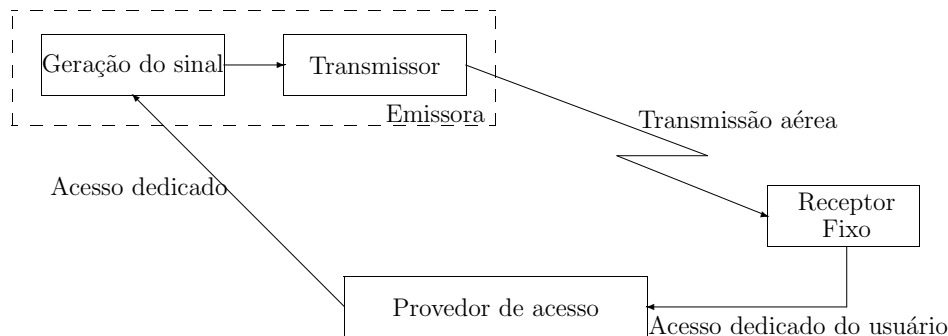 Geração do sinal
Transmissor
Emissora
Transmissão aérea
Acesso dedicado
Receptor
Fixo
Provedor de acesso
Acesso dedicado do usuário